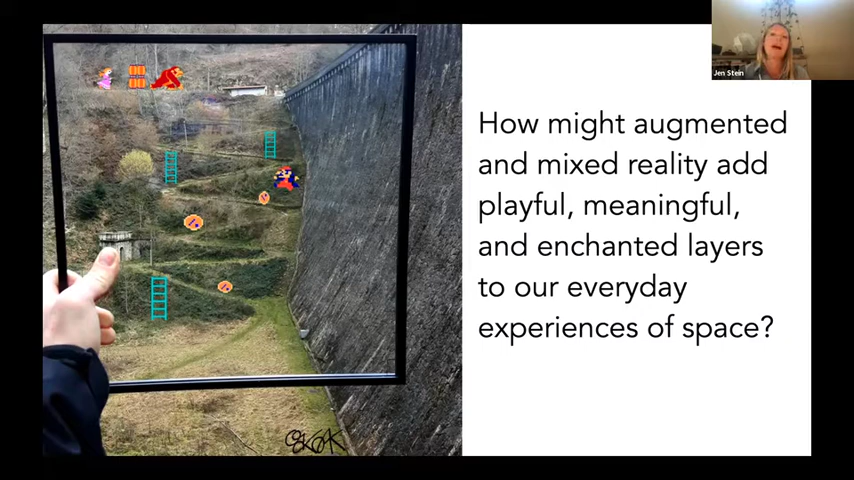 Jen Stein
How might augmented
and mixed reality add
playful, meaningful,
and enchanted layers
to our everyday
experiences of space?